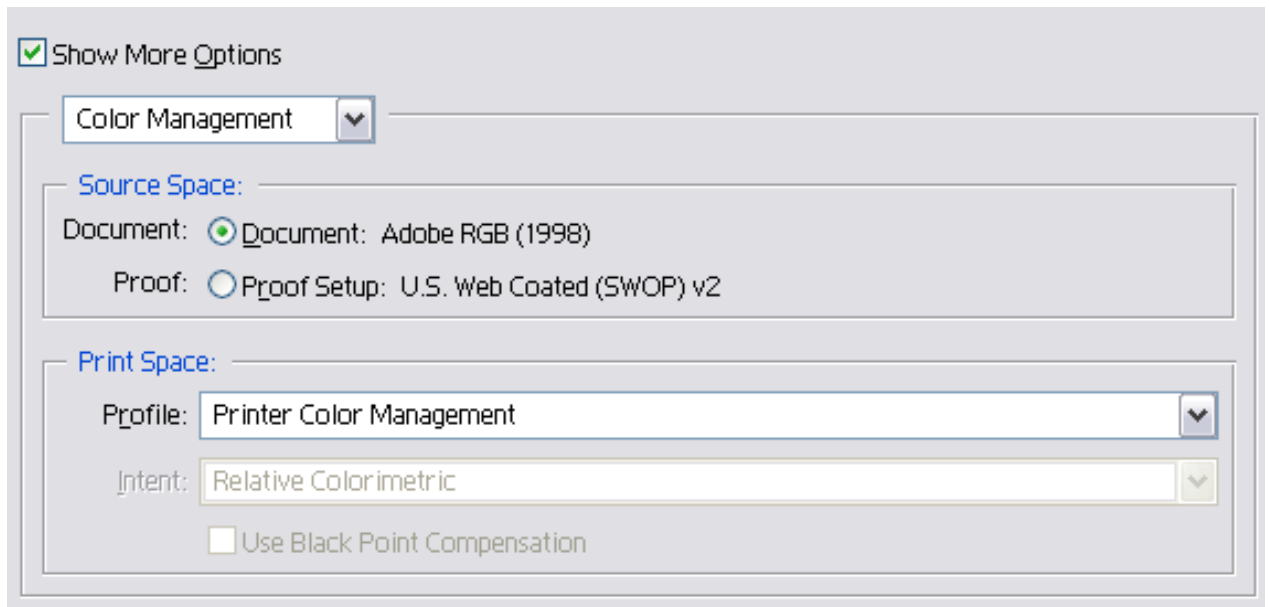 Show More Options
Color Management
Source Space:
Document: Document: Adobe RGB (1998)
Proof: Proof Setup: U.S. Web Coated (SWOP) v2
Print Space:
Profile: Printer Color Management
Intent: Relative Colorimetric
Use Black Point Compensation